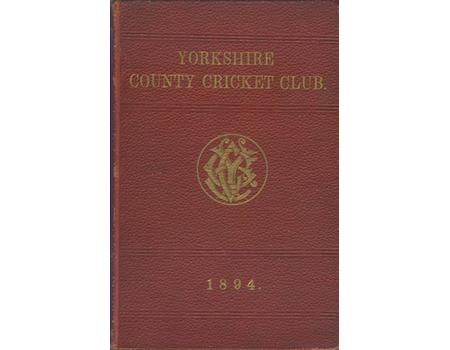 YORKSHIRE
COUNTY CRICKET CLUB.
1894.